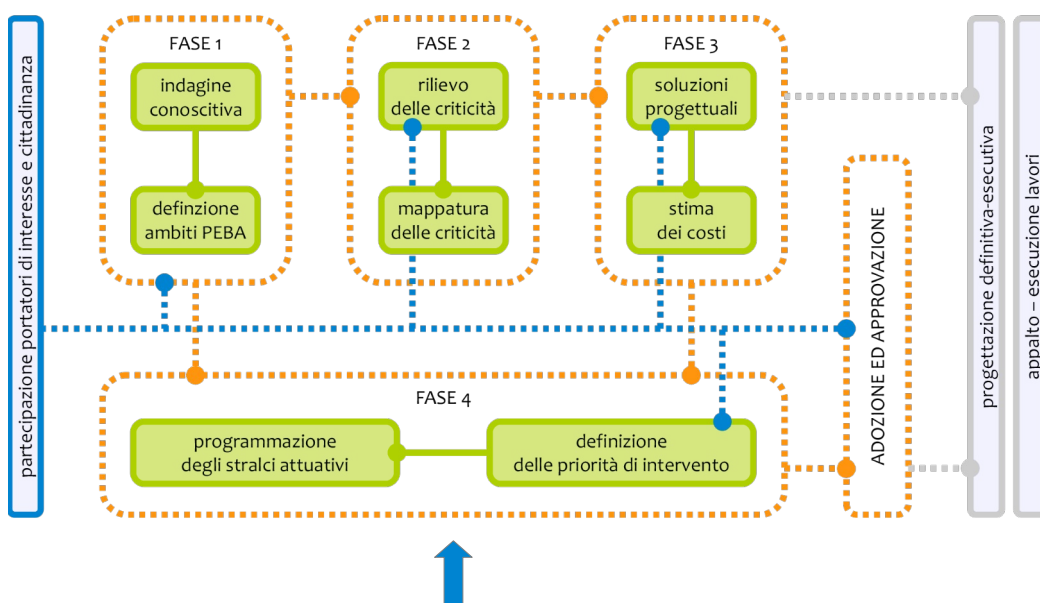 partecipazione portatori di interesse e cittadinanza
FASE 1
indagine
conoscitiva
definzione
ambiti PEBA
FASE 2
rilievo
delle criticità
mappatura
delle criticità
FASE 3
soluzioni
progettuali
stima
dei costi
FASE 4
programmazione
degli stralci attuativi
definizione
delle priorità di intervento
ADOZIONE ED APPROVAZIONE
progettazione definitiva-esecutiva
appalto – esecuzione lavori